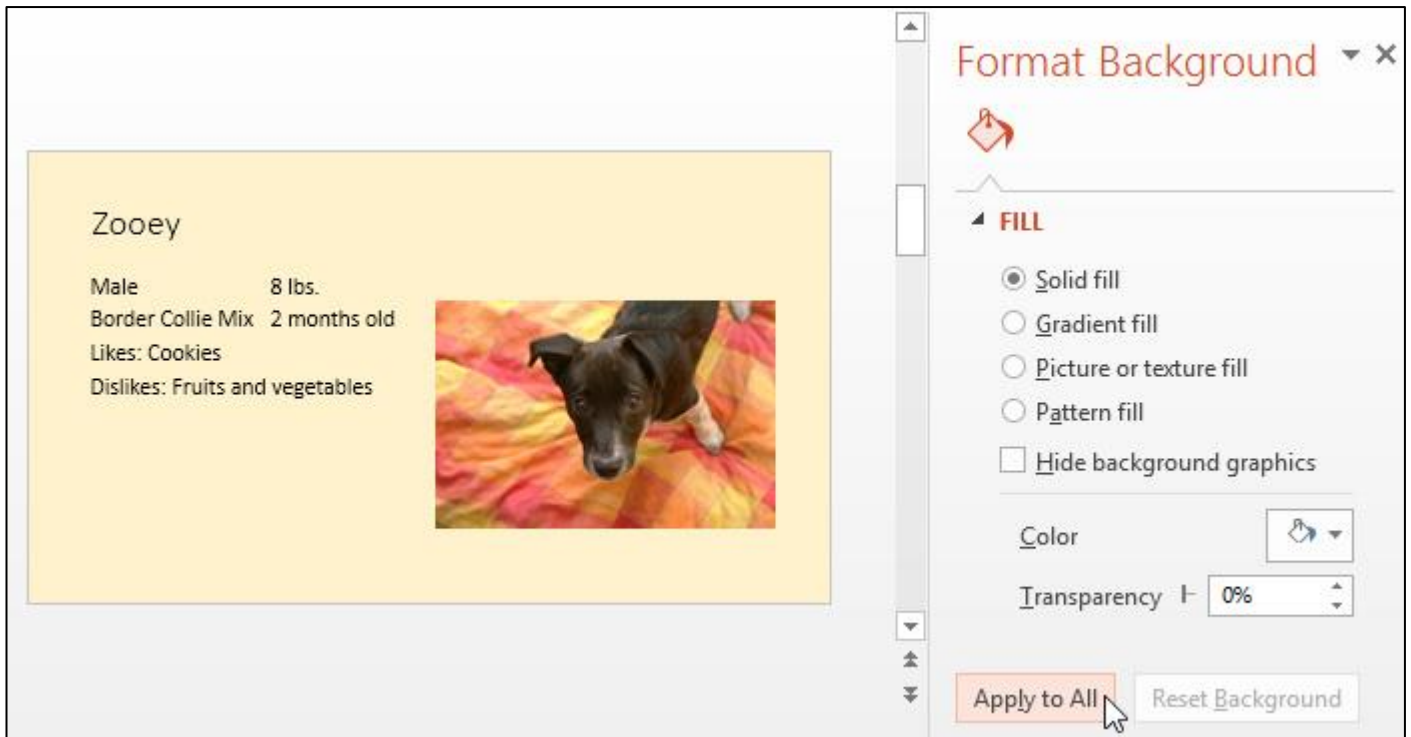 Zooey
Male 8 lbs.
Border Collie Mix 2 months old
Likes: Cookies
Dislikes: Fruits and vegetables
Format Background
FILL
Solid fill
Gradient fill
Picture or texture fill
Pattern fill
Hide background graphics
Color
Transparency 0%
Apply to All Reset Background